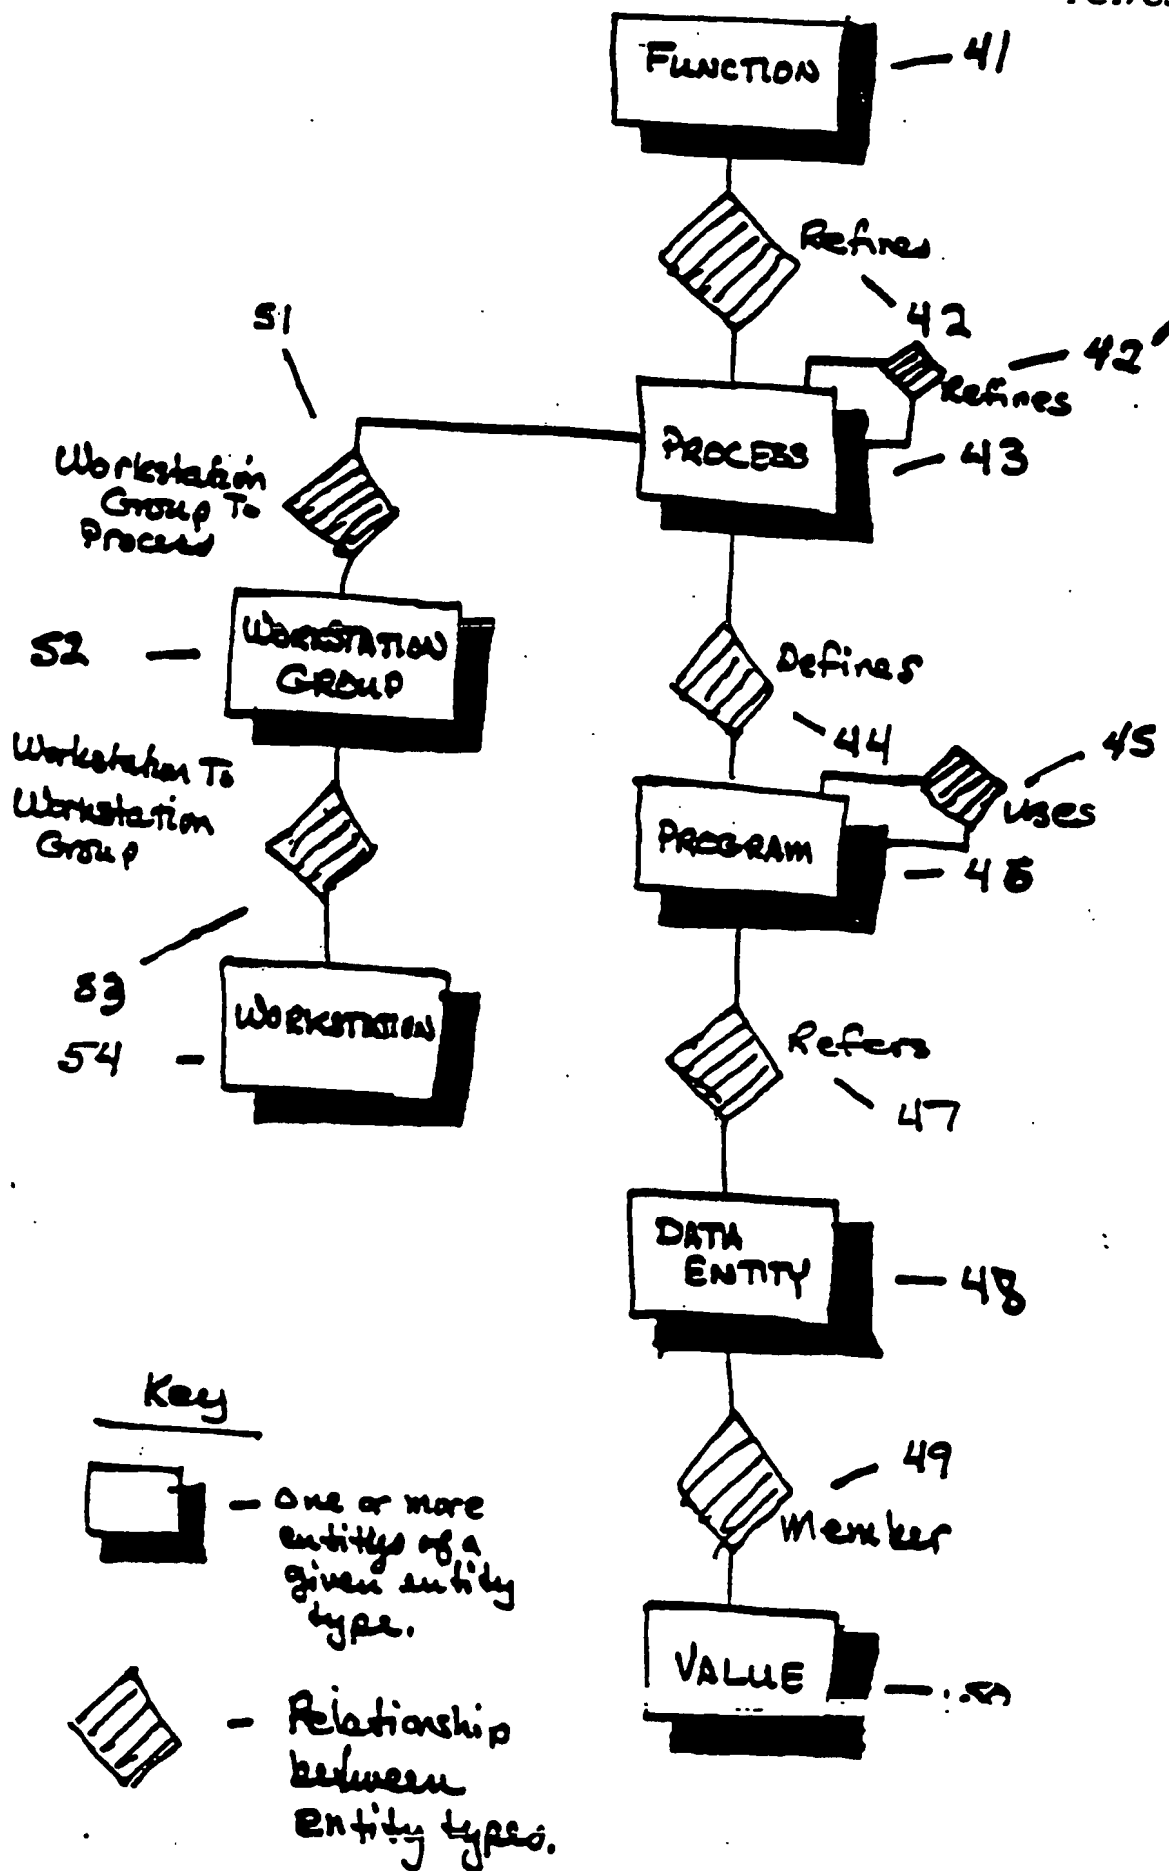 FUNCTION
41
Refines
42
51
42'
Refines
PROCESS
43
Workstation
Group To
Process
WORKSTATION
GROUP
52
Defines
44
45
Uses
Workstation To
Workstation
Group
PROGRAM
46
53
WORKSTATION
54
Refers
47
DATA
ENTITY
48
Key
49
Member
One or more
entitys of a
given entity
type.
VALUE
50
Relationship
between
entity types.